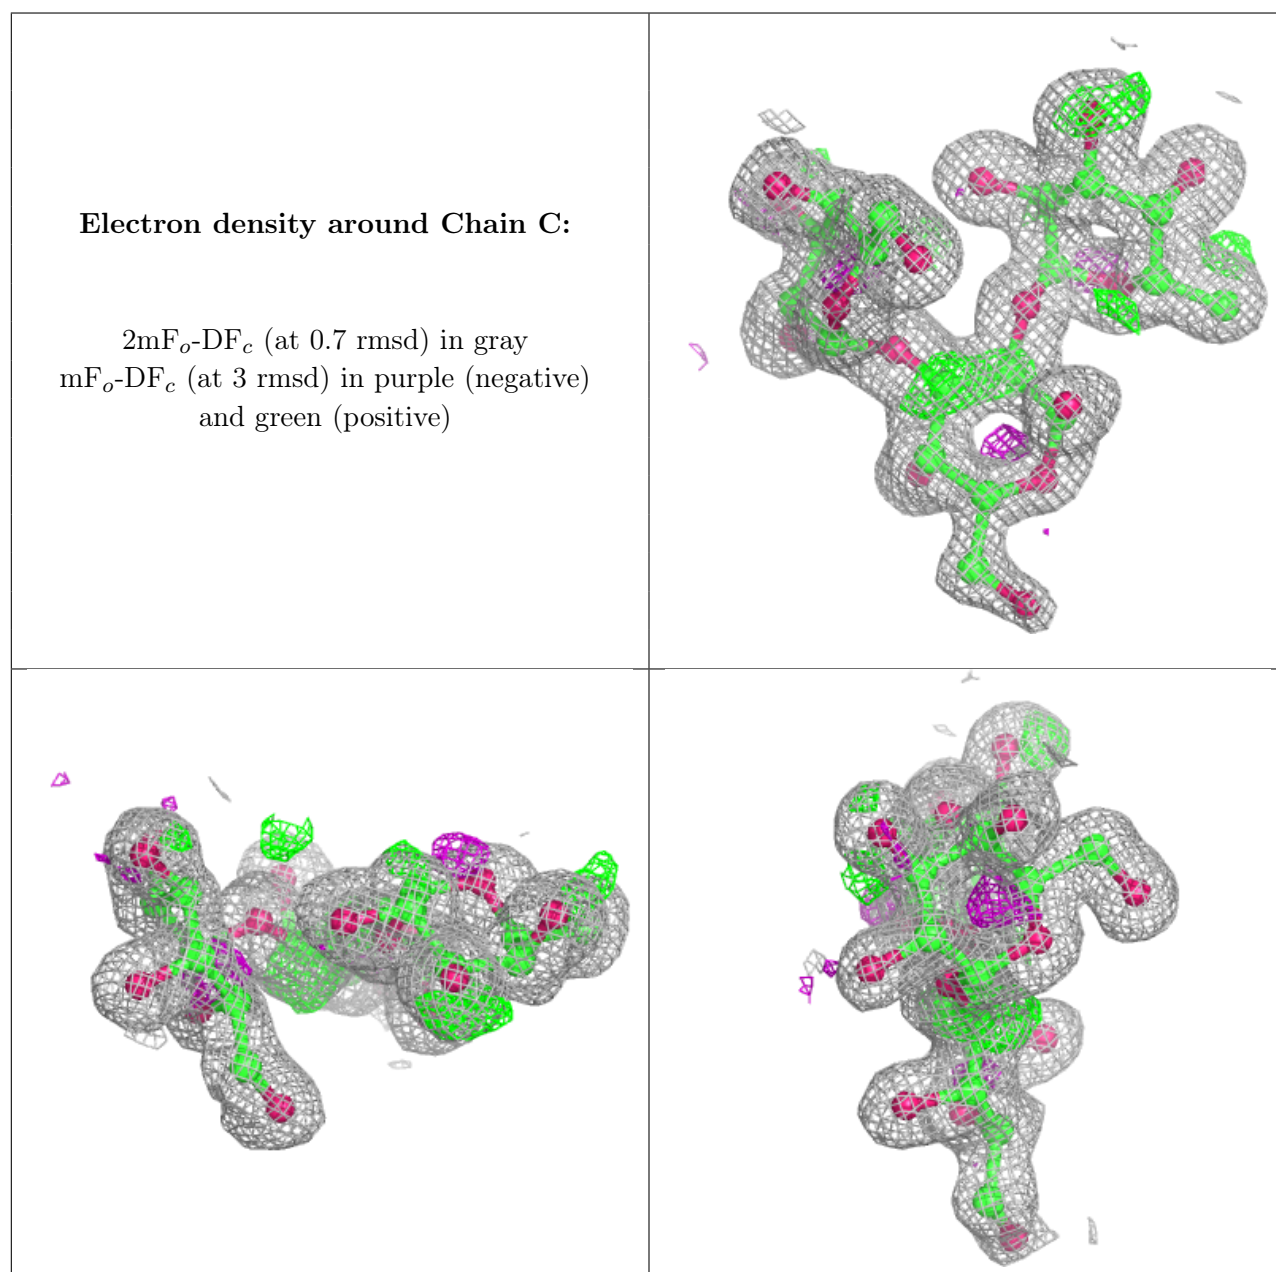 Electron density around Chain C:
2mFo-DFc (at 0.7 rmsd) in gray
mFo-DFc (at 3 rmsd) in purple (negative)
and green (positive)